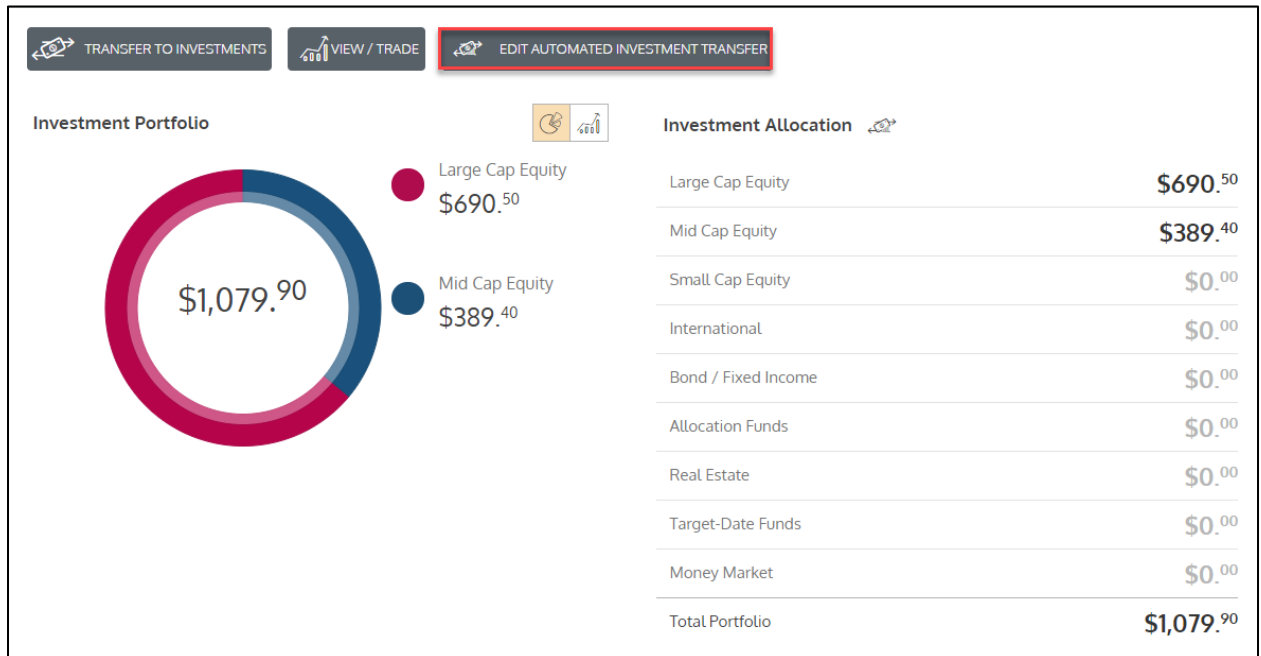 TRANSFER TO INVESTMENTS
VIEW / TRADE
EDIT AUTOMATED INVESTMENT TRANSFER
Investment Portfolio
Large Cap Equity
$690.50
Mid Cap Equity
$389.40
$1,079.90
Investment Allocation
Large Cap Equity $690.50
Mid Cap Equity $389.40
Small Cap Equity $0.00
International $0.00
Bond / Fixed Income $0.00
Allocation Funds $0.00
Real Estate $0.00
Target-Date Funds $0.00
Money Market $0.00
Total Portfolio $1,079.90